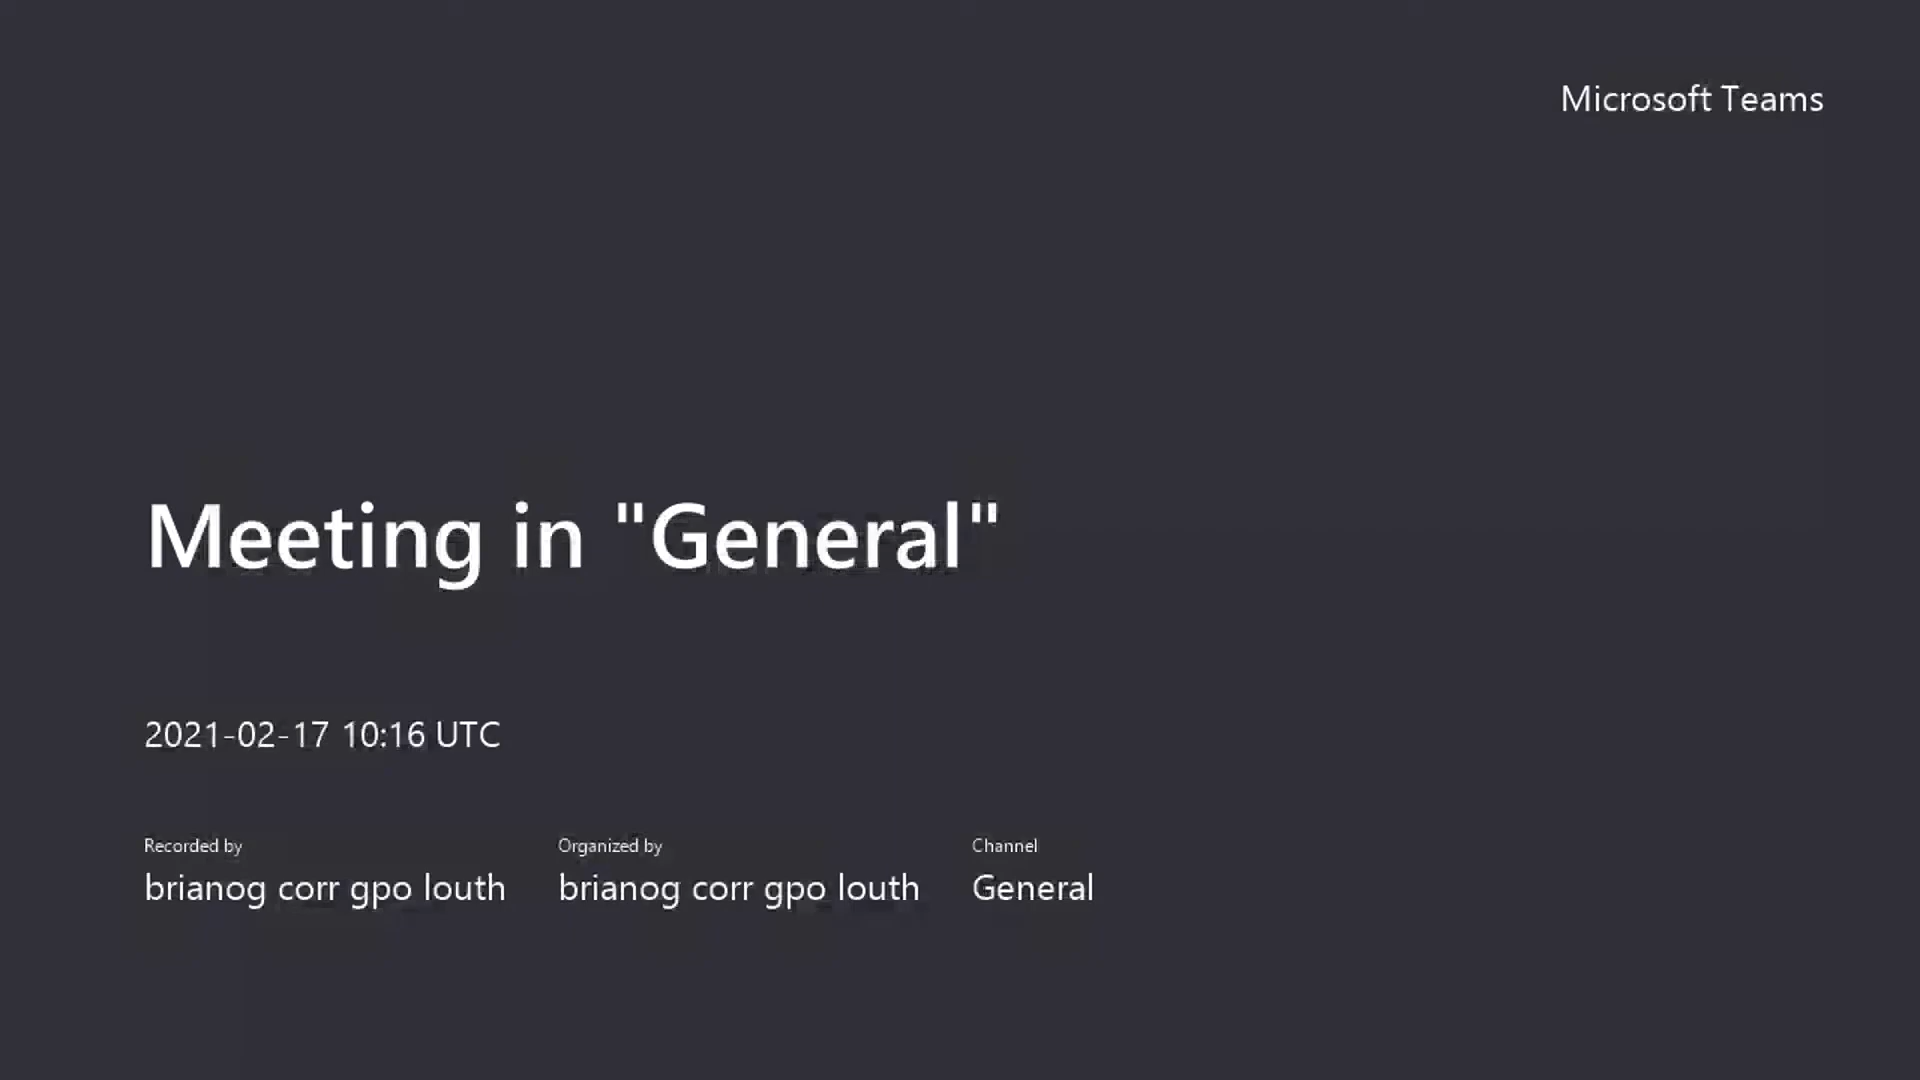 Microsoft Teams
Meeting in "General"
2021-02-17 10:16 UTC
Recorded by
brianog corr gpo louth
Organized by
brianog corr gpo louth
Channel
General